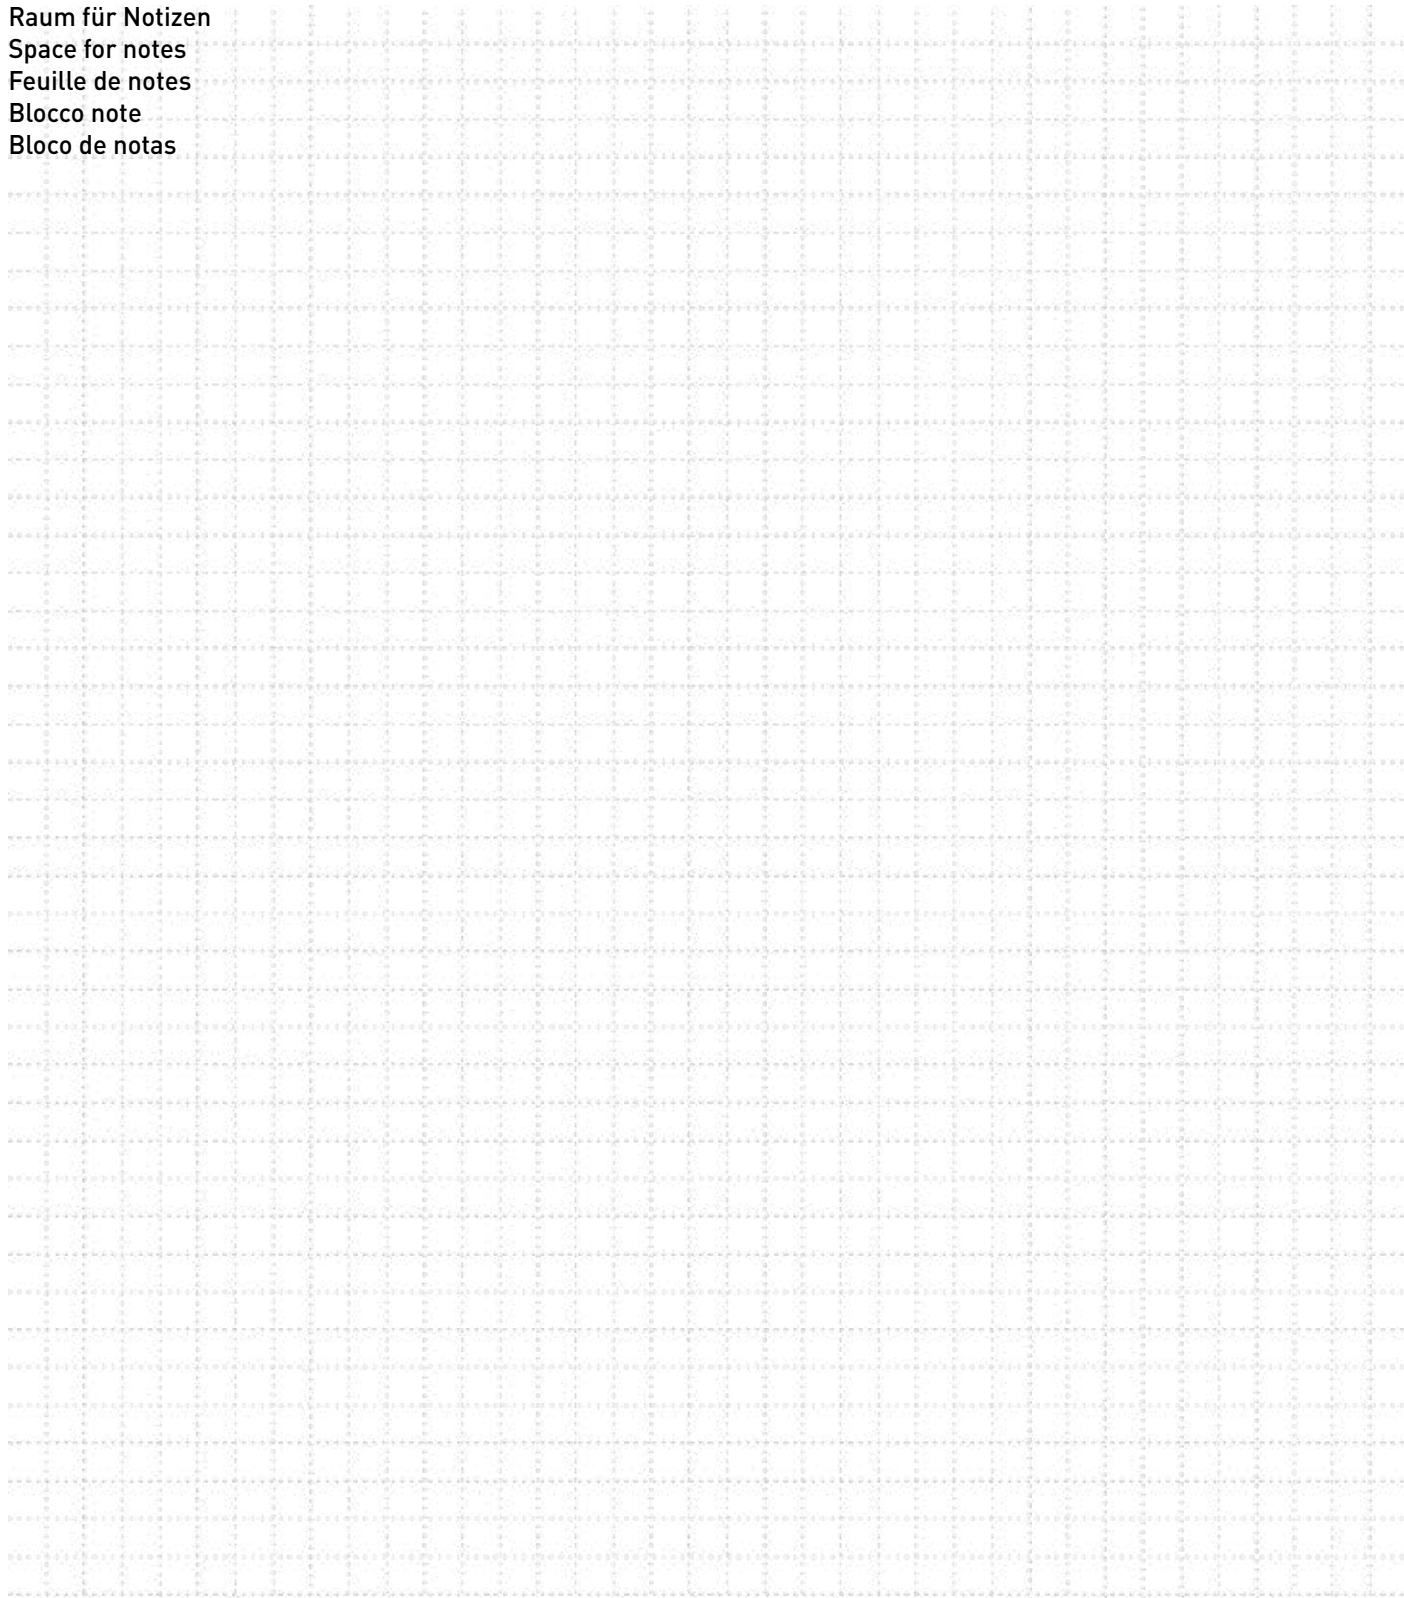 Raum für Notizen
Space for notes
Feuille de notes
Blocco note
Bloco de notas